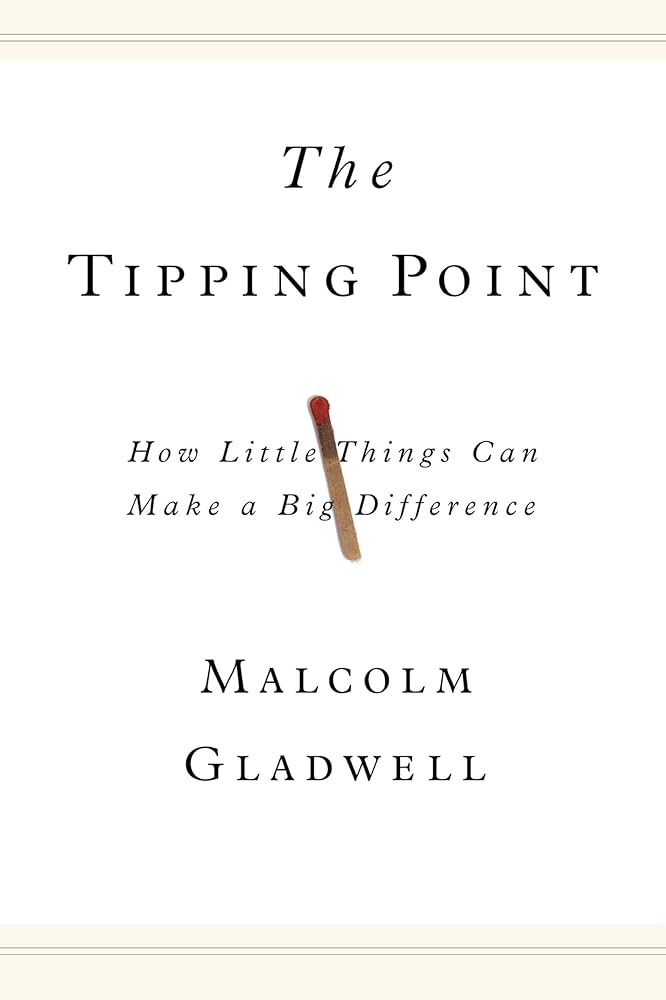 The
TIPPING POINT
How Little Things Can
Make a Big Difference
MALCOLM
GLADWELL